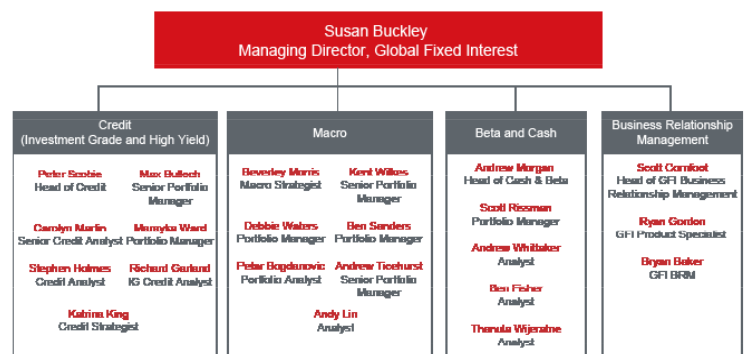 Susan Buckley
Managing Director, Global Fixed Interest
Credit
(Investment Grade and High Yield)
Peter Scobie
Head of Credit
Max Bulloch
Senior Portfolio
Manager
Carolyn Martin
Senior Credit Analyst
Ward
Portfolio Manager
Stephen Holmes
Credit Analyst
Richard Garland
IG Credit Analyst
Katrina King
Credit Strategist
Macro
Beverley Morris
Macro Strategist
Kent Wilkes
Senior Portfolio
Manager
Debbie Waters
Portfolio Manager
Ben Sanders
Portfolio Manager
Peter Bogdanovic
Portfolio Analyst
Andrew Ticehurst
Senior Portfolio
Manager
Andy Lin
Analyst
Beta and Cash
Andrew Morgan
Head of Cash & Beta
Scott Rissman
Portfolio Manager
Andrew Whittaker
Analyst
Ben Fisher
Analyst
Thanula Wijeratne
Analyst
Business Relationship
Management
Scott Cornfoot
Head of GFI Business
Relationship Management
Ryan Gordon
GFI Product Specialist
Bryan Baker
GFI BRM